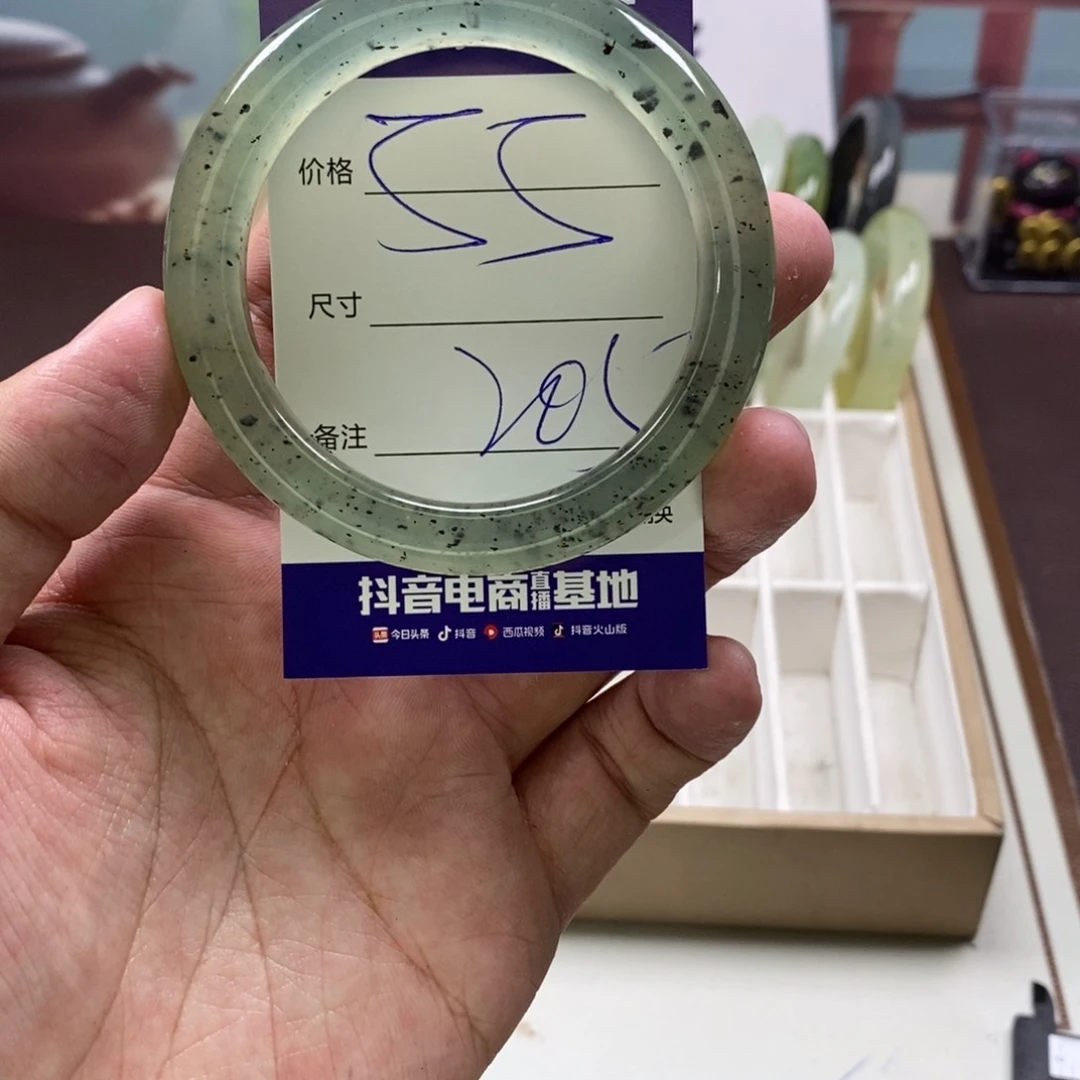 价格 55
尺寸
备注
抖音电商直播基地
今日头条 抖音 西瓜视频 抖音火山版